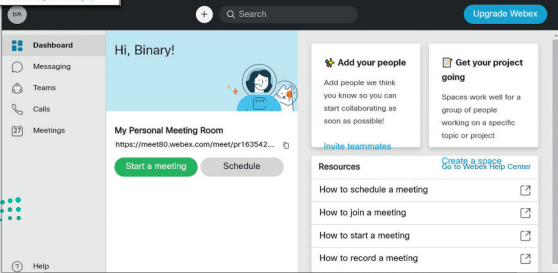 BA
+
Search
Upgrade Webex
Dashboard
Messaging
Teams
Calls
27 Meetings
Help
Hi, Binary!
My Personal Meeting Room
https://meet80.webex.com/meet/pr163542...
Start a meeting
Schedule
Add your people
Add people we think
you know so you can
start collaborating as
soon as possible!
Invite teammates
Get your project
going
Spaces work well for a
group of people
working on a specific
topic or project
Create a space
Resources
Go to Webex Help Center
How to schedule a meeting
How to join a meeting
How to start a meeting
How to record a meeting